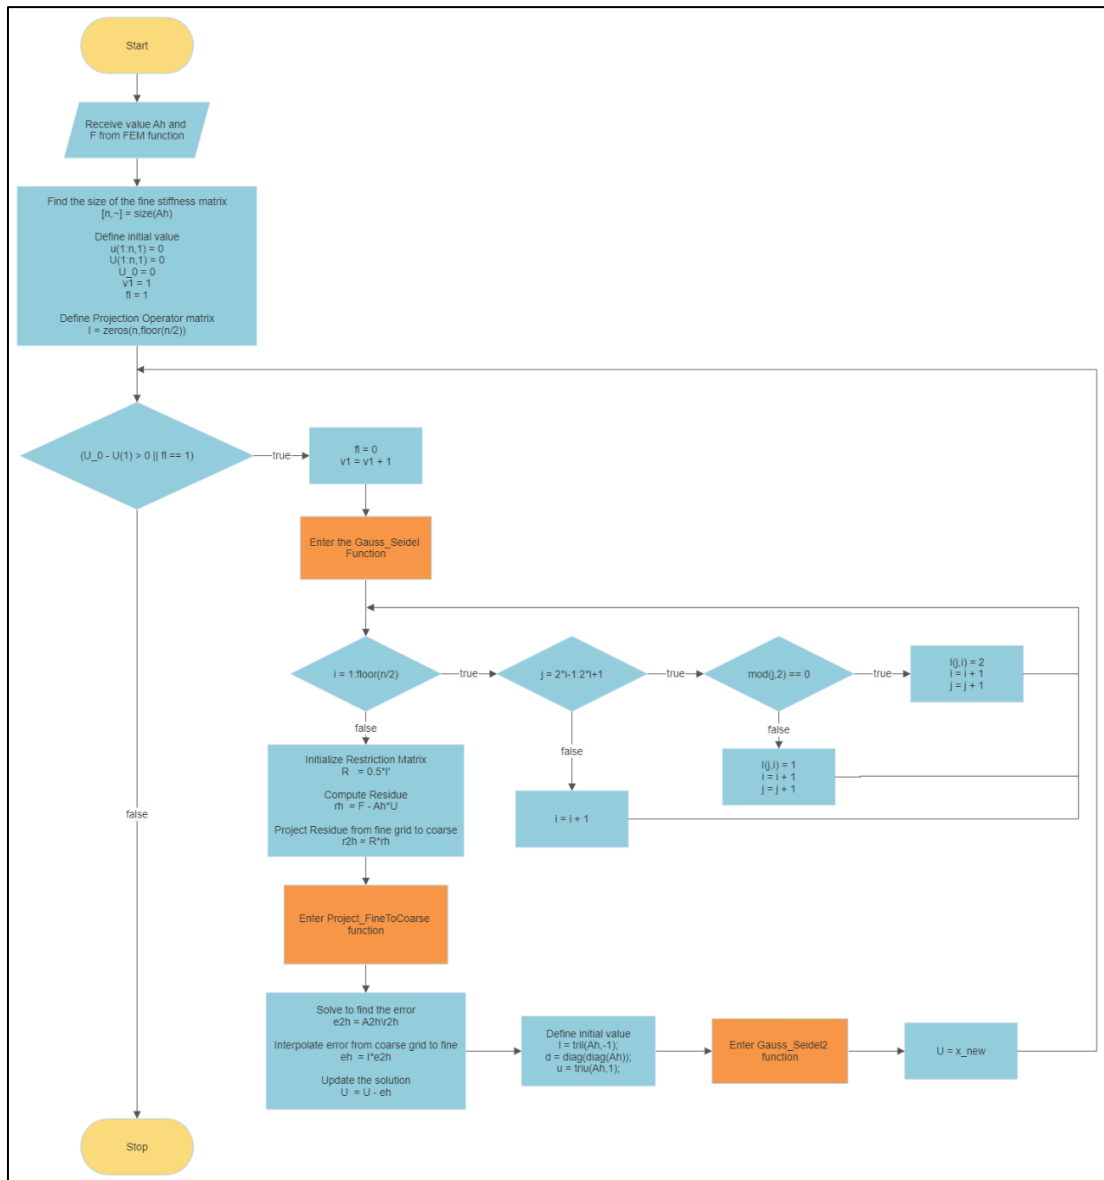 Start
Receive value Ah and
F from FEM function
Find the size of the fine stiffness matrix
[n,~] = size(Ah)
Define initial value
u(1:n,1) = 0
U(1:n,1) = 0
U_0 = 0
v1 = 1
fl = 1
Define Projection Operator matrix
I = zeros(n,floor(n/2))
(U_0 - U(1) > 0 || fl == 1)
true
fl = 0
v1 = v1 + 1
Enter the Gauss_Seidel
Function
i = 1:floor(n/2)
true
j = 2*i-1:2*i+1
true
mod(j,2) == 0
true
I(j,i) = 2
i = i + 1
j = j + 1
false
false
false
I(j,i) = 1
i = i + 1
j = j + 1
i = i + 1
Initialize Restriction Matrix
R = 0.5*I'
Compute Residue
rh = F - Ah*U
Project Residue from fine grid to coarse
r2h = R*rh
false
Enter Project_FineToCoarse
function
Solve to find the error
e2h = A2h\r2h
Interpolate error from coarse grid to fine
eh = I*e2h
Update the solution
U = U - eh
Define initial value
l = tril(Ah,-1);
d = diag(diag(Ah));
u = triu(Ah,1);
Enter Gauss_Seidel2
function
U = x_new
Stop